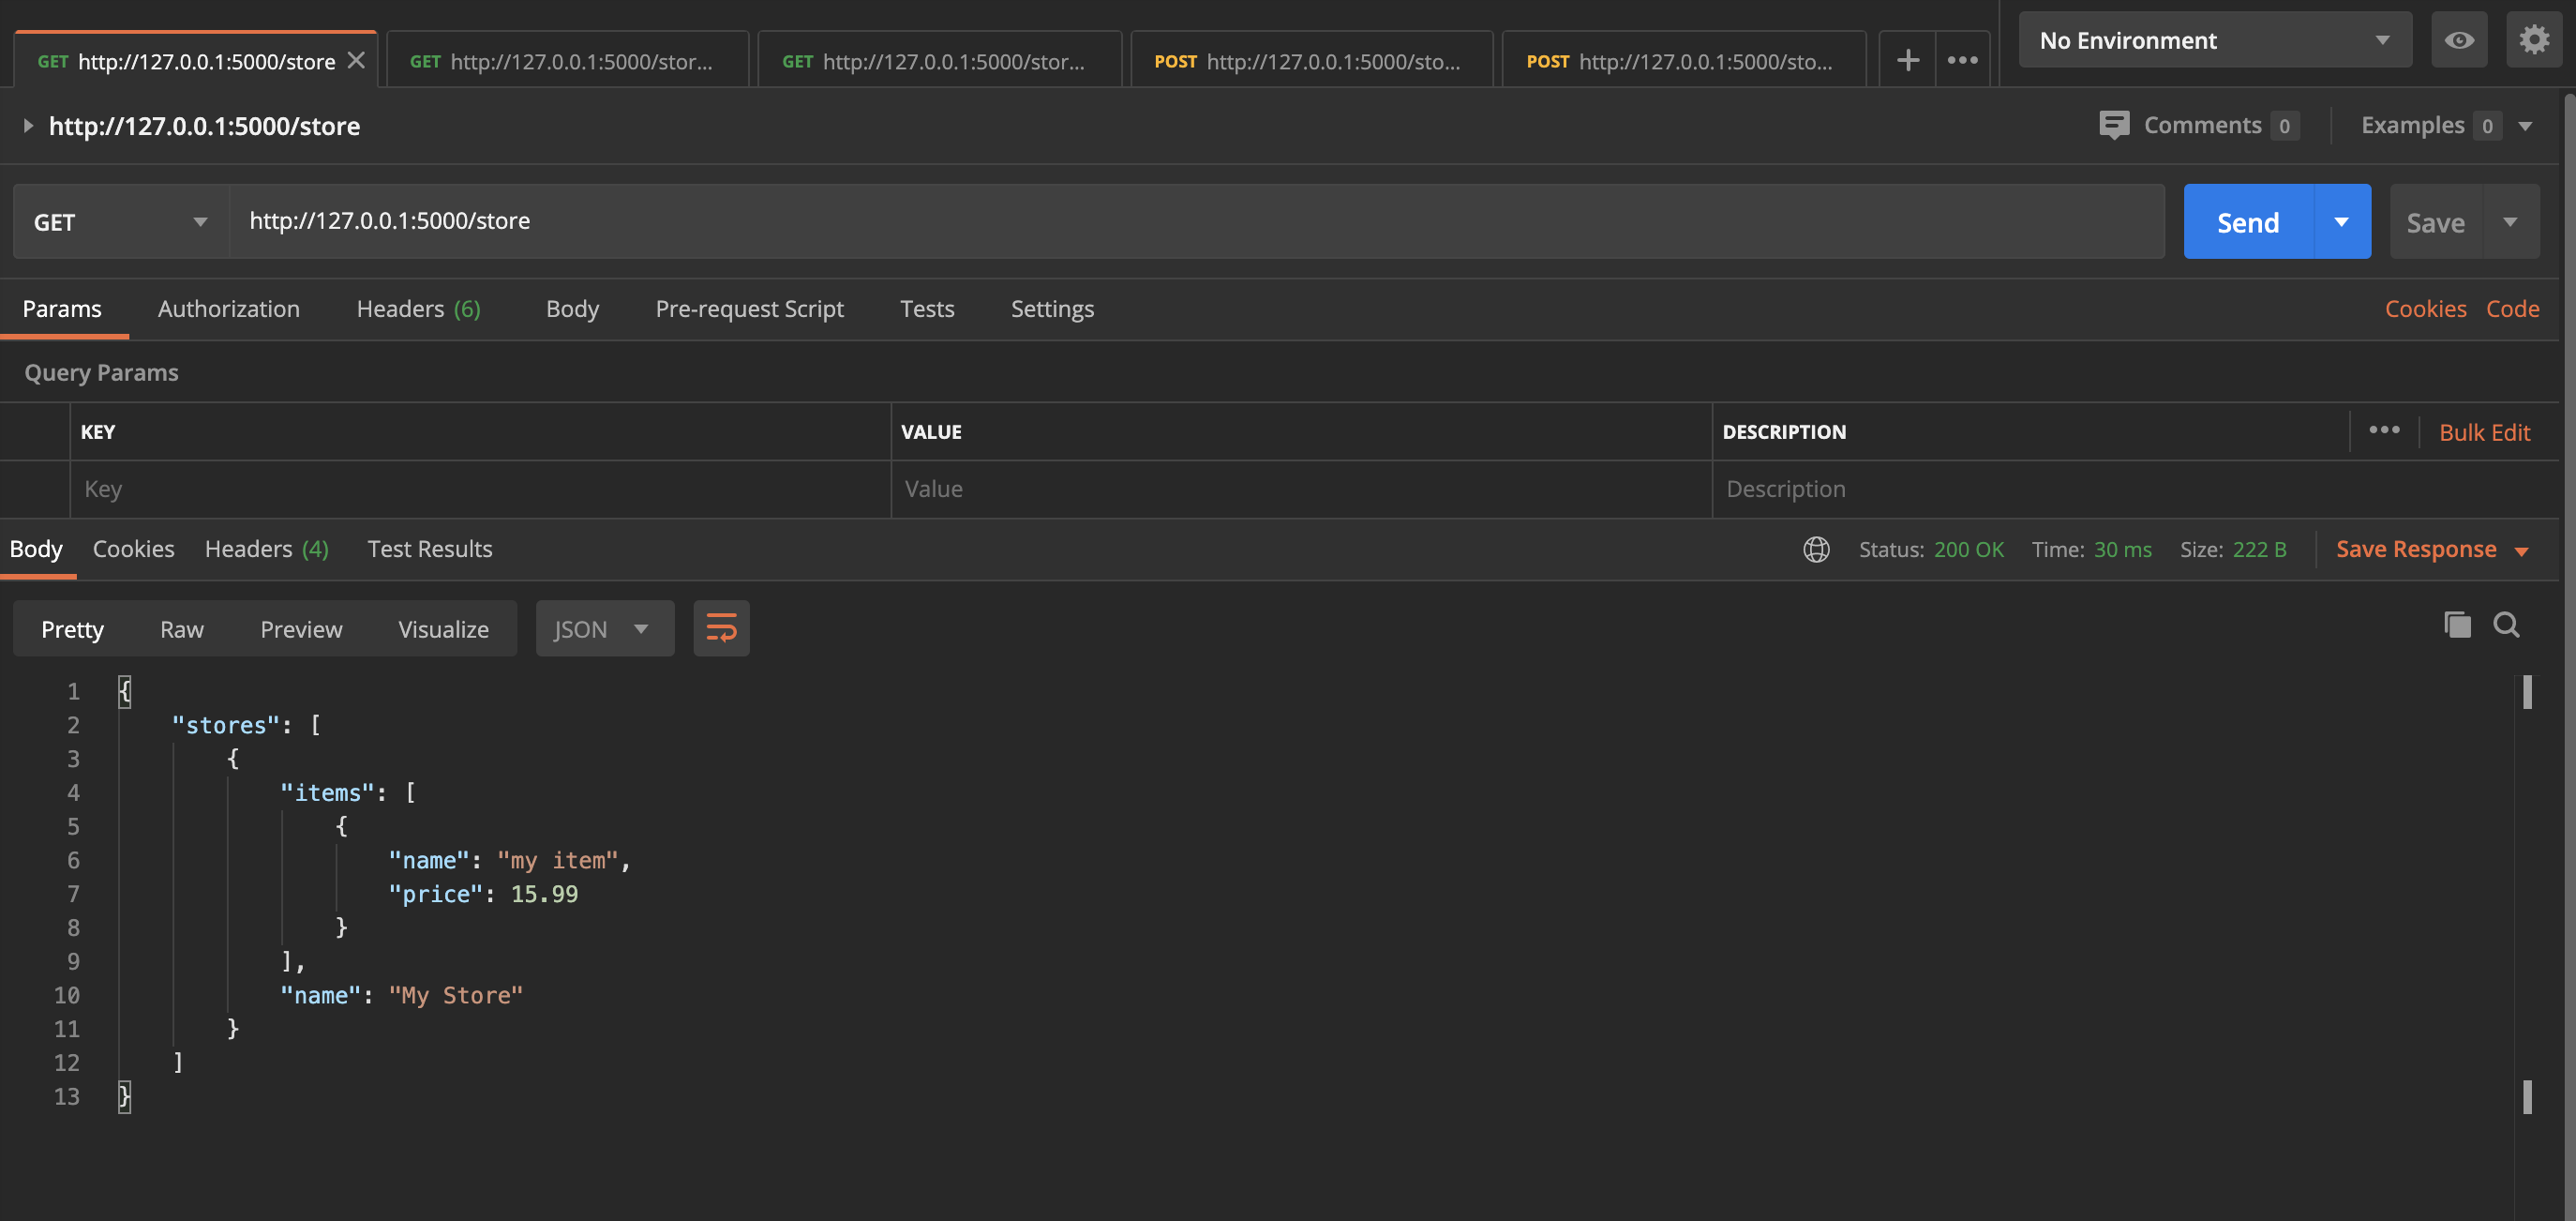 GET http://127.0.0.1:5000/store GET http://127.0.0.1:5000/stor... GET http://127.0.0.1:5000/stor... POST http://127.0.0.1:5000/sto... POST http://127.0.0.1:5000/sto... No Environment
http://127.0.0.1:5000/store Comments 0 Examples 0
GET http://127.0.0.1:5000/store Send Save
Params Authorization Headers (6) Body Pre-request Script Tests Settings Cookies Code
Query Params
KEY VALUE DESCRIPTION Bulk Edit
Key Value Description
Body Cookies Headers (4) Test Results Status: 200 OK Time: 30 ms Size: 222 B Save Response
Pretty Raw Preview Visualize JSON
1 {
2 "stores": [
3 {
4 "items": [
5 {
6 "name": "my item",
7 "price": 15.99
8 }
9 ],
10 "name": "My Store"
11 }
12 ]
13 }